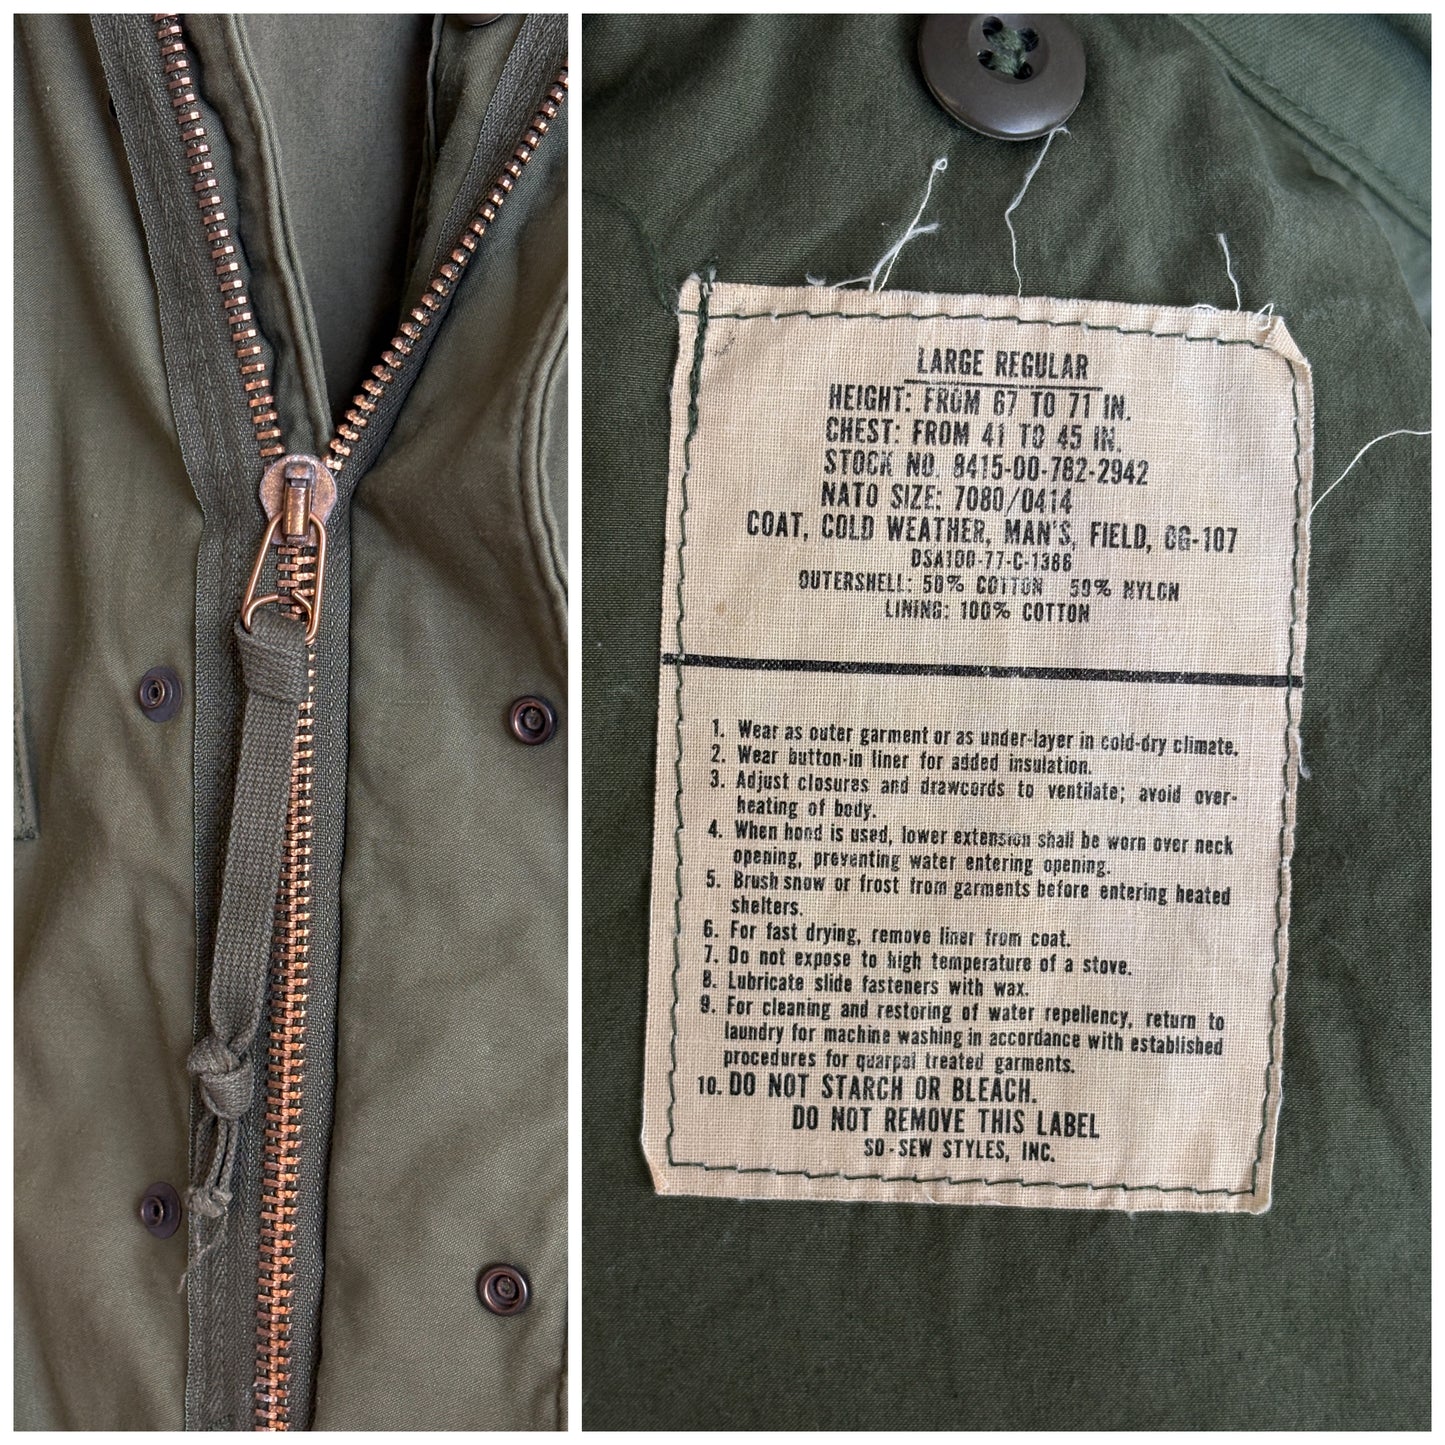 LARGE REGULAR
HEIGHT: FROM 67 TO 71 IN.
CHEST: FROM 41 TO 45 IN.
STOCK NO. 8415-00-782-2942
NATO SIZE: 7080/0414
COAT, COLD WEATHER, MAN'S, FIELD, OG-107
DSA100-77-C-1386
OUTERSHELL: 50% COTTON 50% NYLON
LINING: 100% COTTON
1. Wear as outer garment or as under-layer in cold-dry climate.
2. Wear button-in liner for added insulation.
3. Adjust closures and drawcords to ventilate; avoid over-
heating of body.
4. When hood is used, lower extension shall be worn over neck
opening, preventing water entering opening.
5. Brush snow or frost from garments before entering heated
shelters.
6. For fast drying, remove liner from coat.
7. Do not expose to high temperature of a stove.
8. Lubricate slide fasteners with wax.
9. For cleaning and restoring of water repellency, return to
laundry for machine washing in accordance with established
procedures for quarpel treated garments.
10. DO NOT STARCH OR BLEACH.
DO NOT REMOVE THIS LABEL
SO-SEW STYLES, INC.